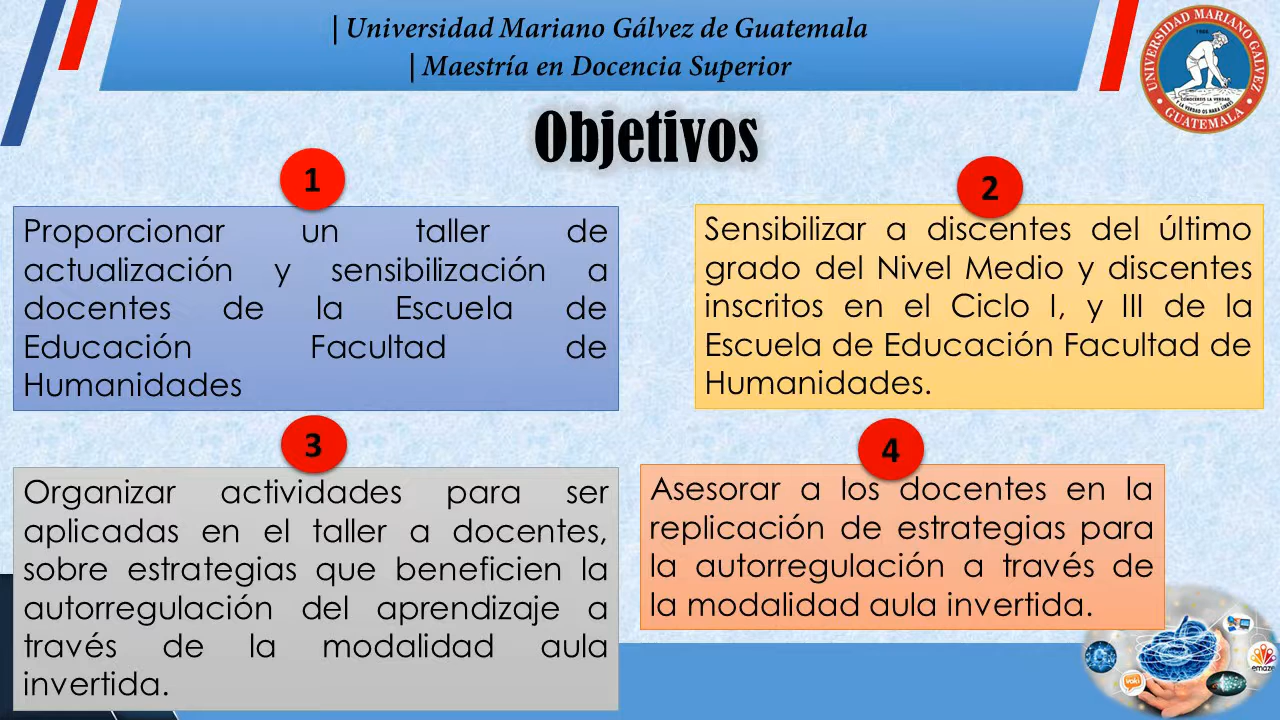 | Universidad Mariano Gálvez de Guatemala
| Maestría en Docencia Superior
UNIVERSIDAD MARIANO GALVEZ
GUATEMALA
Objetivos
1
Proporcionar un taller de
actualización y sensibilización a
docentes de la Escuela de
Educación Facultad de
Humanidades
2
Sensibilizar a discentes del último
grado del Nivel Medio y discentes
inscritos en el Ciclo I, y III de la
Escuela de Educación Facultad de
Humanidades.
3
Organizar actividades para ser
aplicadas en el taller a docentes,
sobre estrategias que beneficien la
autorregulación del aprendizaje a
través de la modalidad aula
invertida.
4
Asesorar a los docentes en la
replicación de estrategias para
la autorregulación a través de
la modalidad aula invertida.
voki
emaze